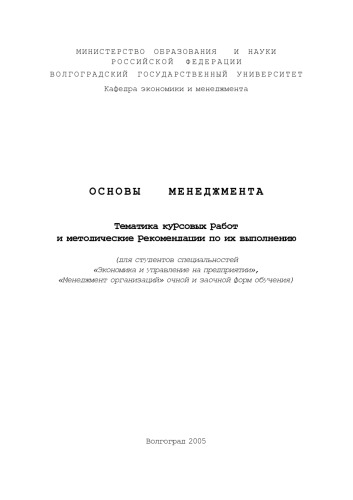 МИНИСТЕРСТВО ОБРАЗОВАНИЯ И НАУКИ
РОССИЙСКОЙ ФЕДЕРАЦИИ
ВОЛГОГРАДСКИЙ ГОСУДАРСТВЕННЫЙ УНИВЕРСИТЕТ
Кафедра экономики и менеджмента
ОСНОВЫ МЕНЕДЖМЕНТА
Тематика курсовых работ
и методические рекомендации по их выполнению
(для студентов специальностей
«Экономика и управление на предприятии»,
«Менеджмент организаций» очной и заочной форм обучения)
Волгоград 2005